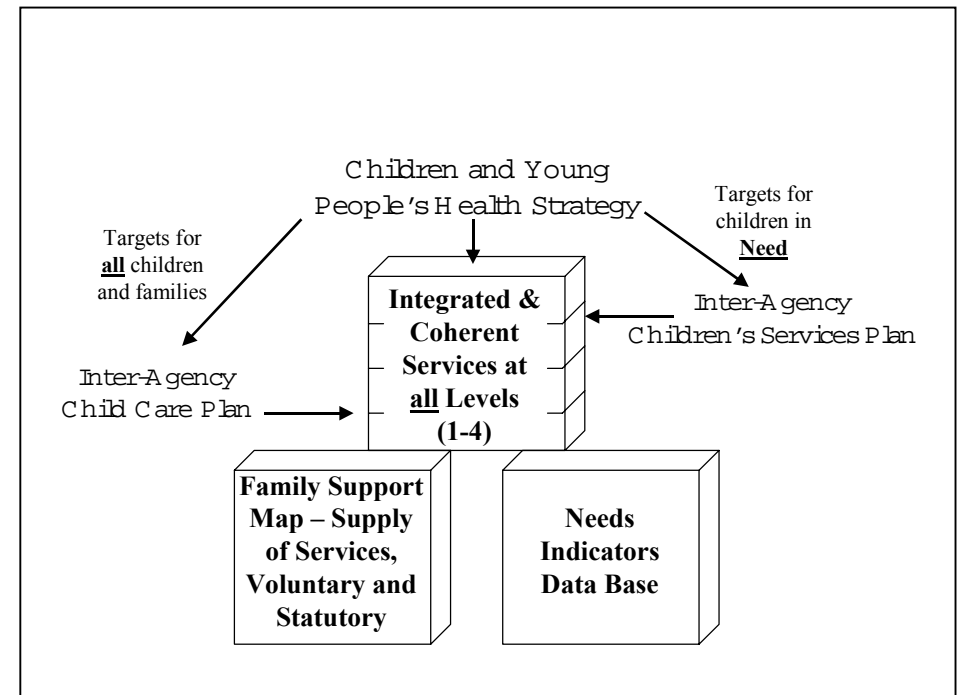 Children and Young
People's Health Strategy
Targets for
children in
Need
Targets for
all children
and families
Integrated &
Coherent
Services at
all Levels
(1-4)
Inter-Agency
Children's Services Plan
Inter-Agency
Child Care Plan
Family Support
Map – Supply
of Services,
Voluntary and
Statutory
Needs
Indicators
Data Base